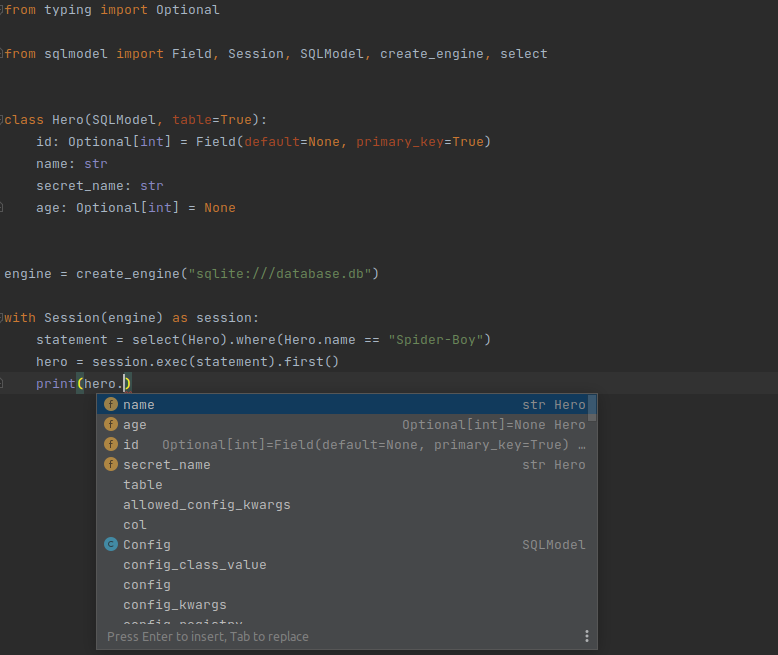 from typing import Optional
from sqlmodel import Field, Session, SQLModel, create_engine, select
class Hero(SQLModel, table=True):
    id: Optional[int] = Field(default=None, primary_key=True)
    name: str
    secret_name: str
    age: Optional[int] = None
engine = create_engine("sqlite:///database.db")
with Session(engine) as session:
    statement = select(Hero).where(Hero.name == "Spider-Boy")
    hero = session.exec(statement).first()
    print(hero.)
f name str Hero
f age Optional[int]=None Hero
f id Optional[int]=Field(default=None, primary_key=True) …
f secret_name str Hero
table
allowed_config_kwargs
col
C Config SQLModel
config_class_value
config
config_kwargs
config_registry
Press Enter to insert, Tab to replace